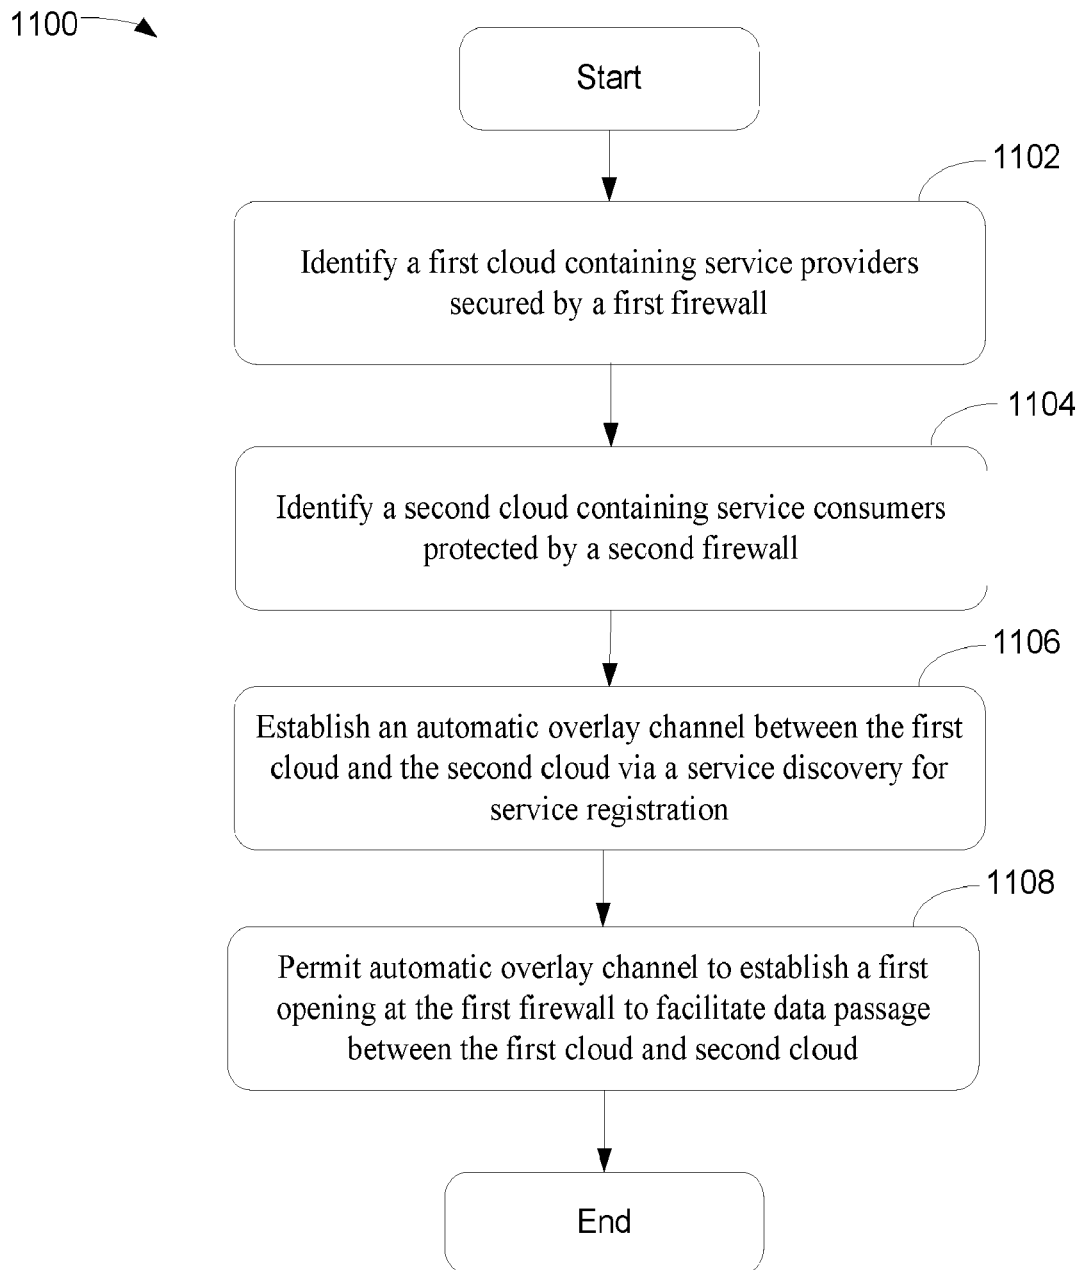 1100
Start
1102
Identify a first cloud containing service providers
secured by a first firewall
1104
Identify a second cloud containing service consumers
protected by a second firewall
1106
Establish an automatic overlay channel between the first
cloud and the second cloud via a service discovery for
service registration
1108
Permit automatic overlay channel to establish a first
opening at the first firewall to facilitate data passage
between the first cloud and second cloud
End